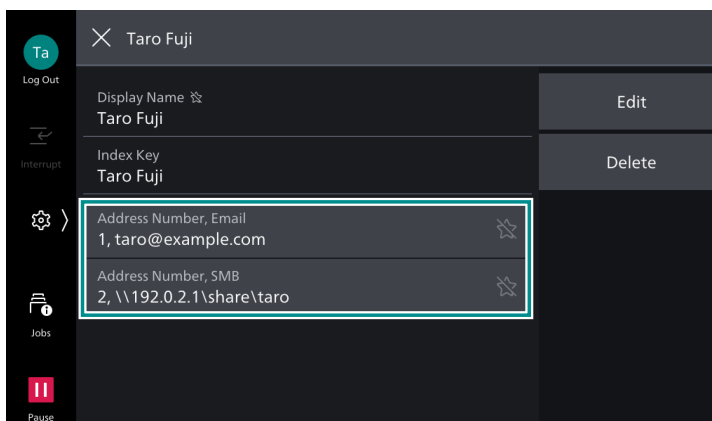 Ta
Log Out
Interrupt
Jobs
Pause
Taro Fuji
Display Name
Taro Fuji
Index Key
Taro Fuji
Address Number, Email
1, taro@example.com
Address Number, SMB
2, \\192.0.2.1\share\taro
Edit
Delete